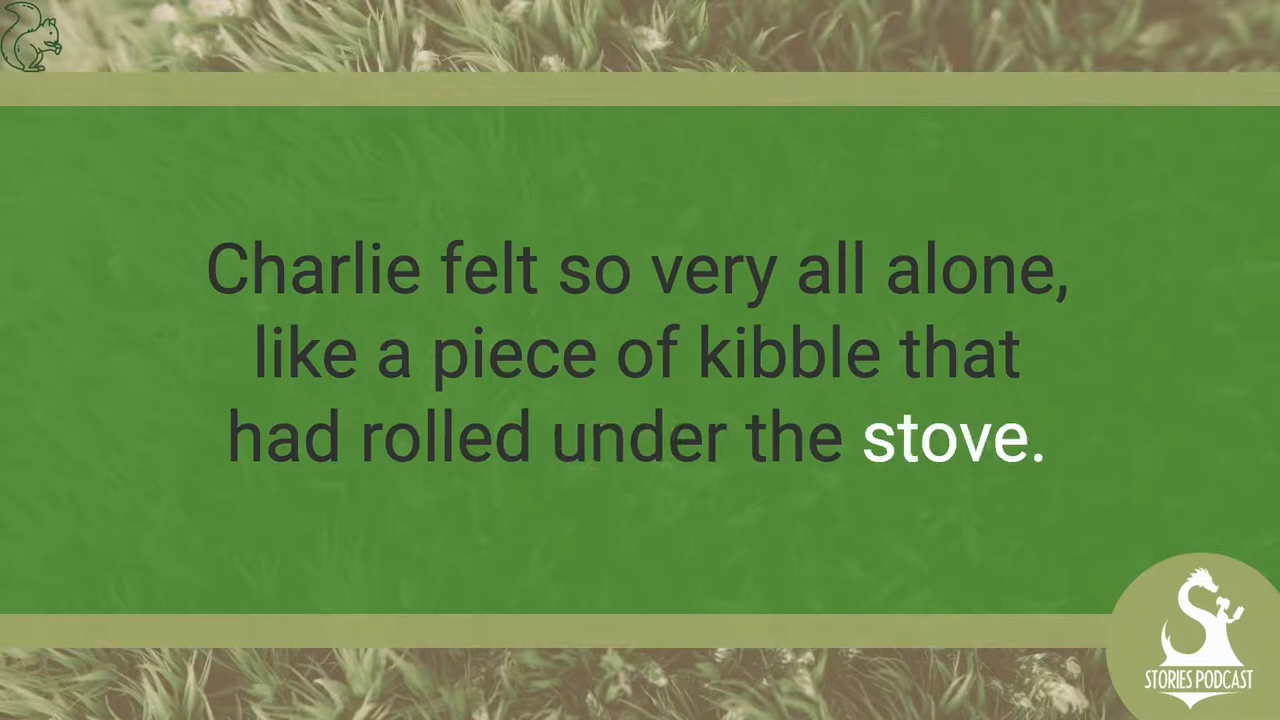 Charlie felt so very all alone,
like a piece of kibble that
had rolled under the stove.
STORIES PODCAST